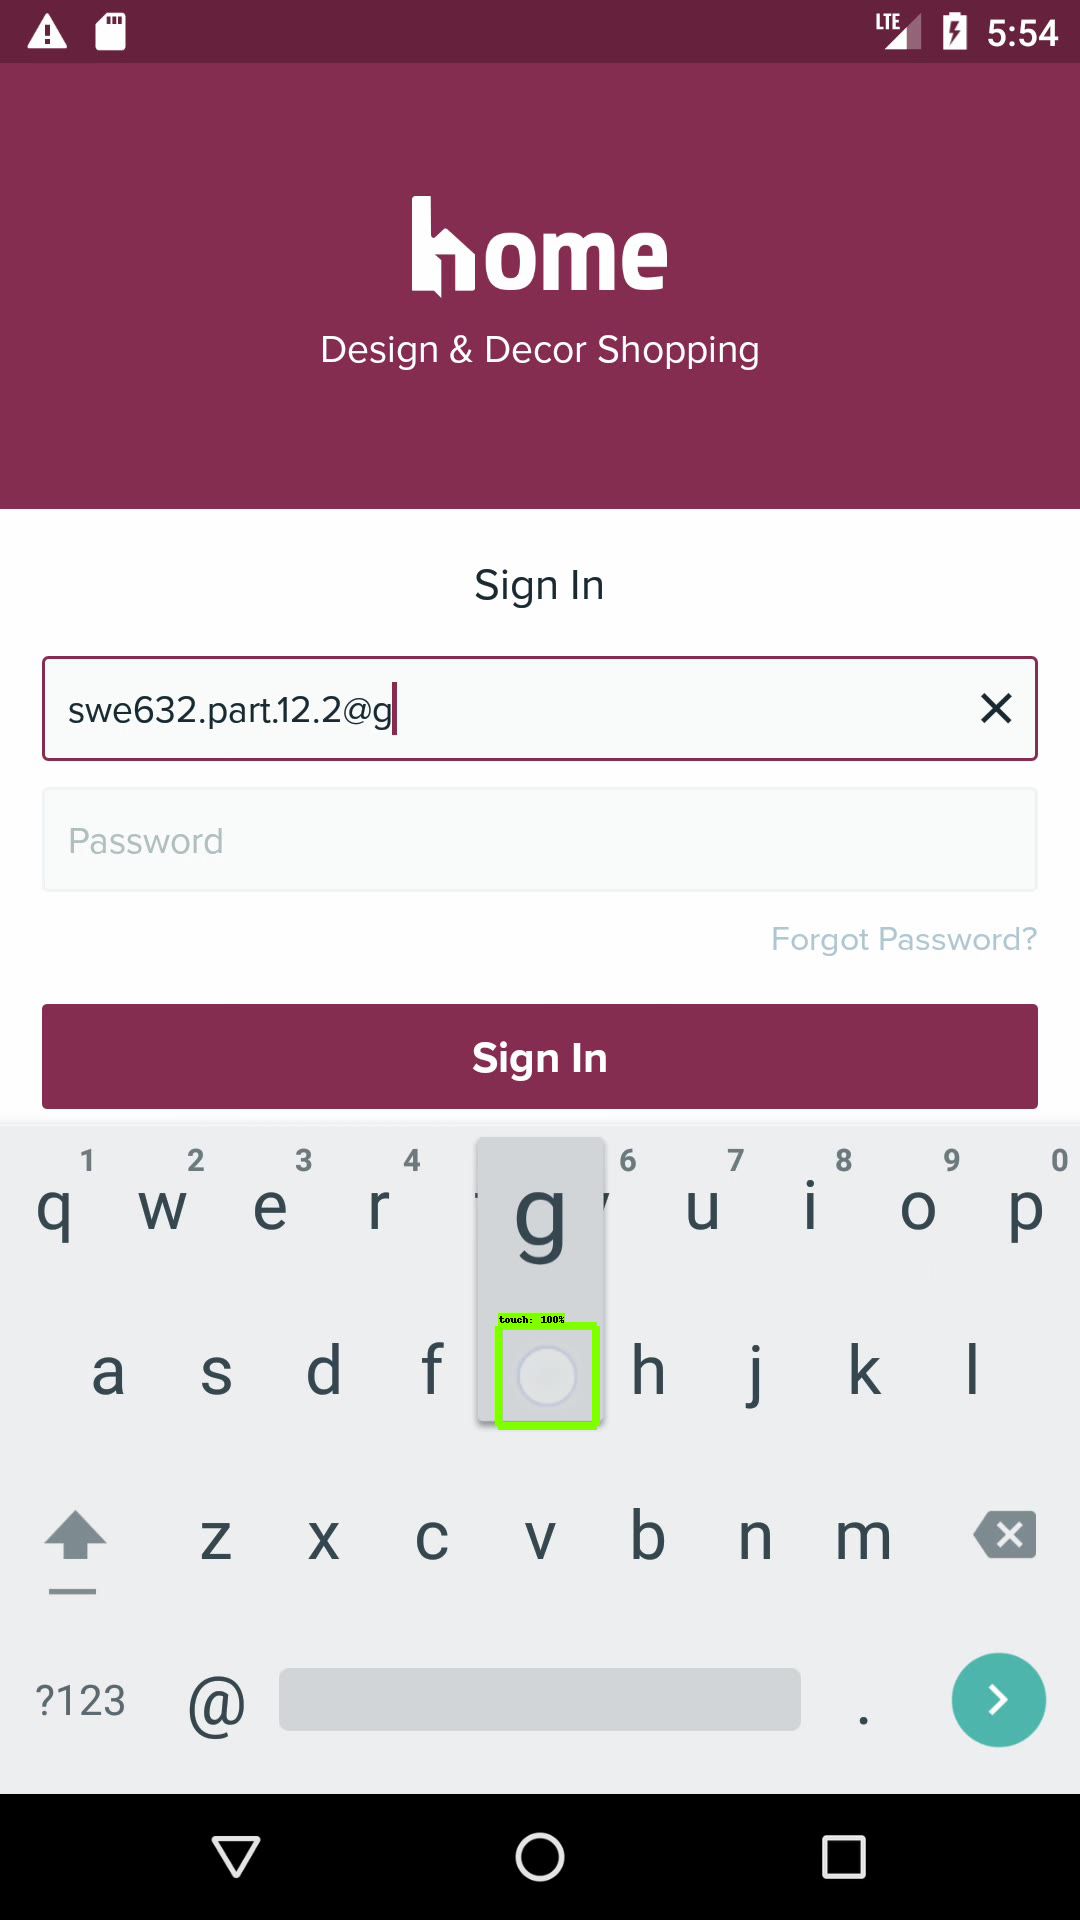 LTE 5:54
home
Design & Decor Shopping
Sign In
swe632.part.12.2@g
Password
Forgot Password?
Sign In
1 2 3 4 6 7 8 9 0
q w e r g u i o p
touch: 100%
a s d f h j k l
z x c v b n m
?123 @ .